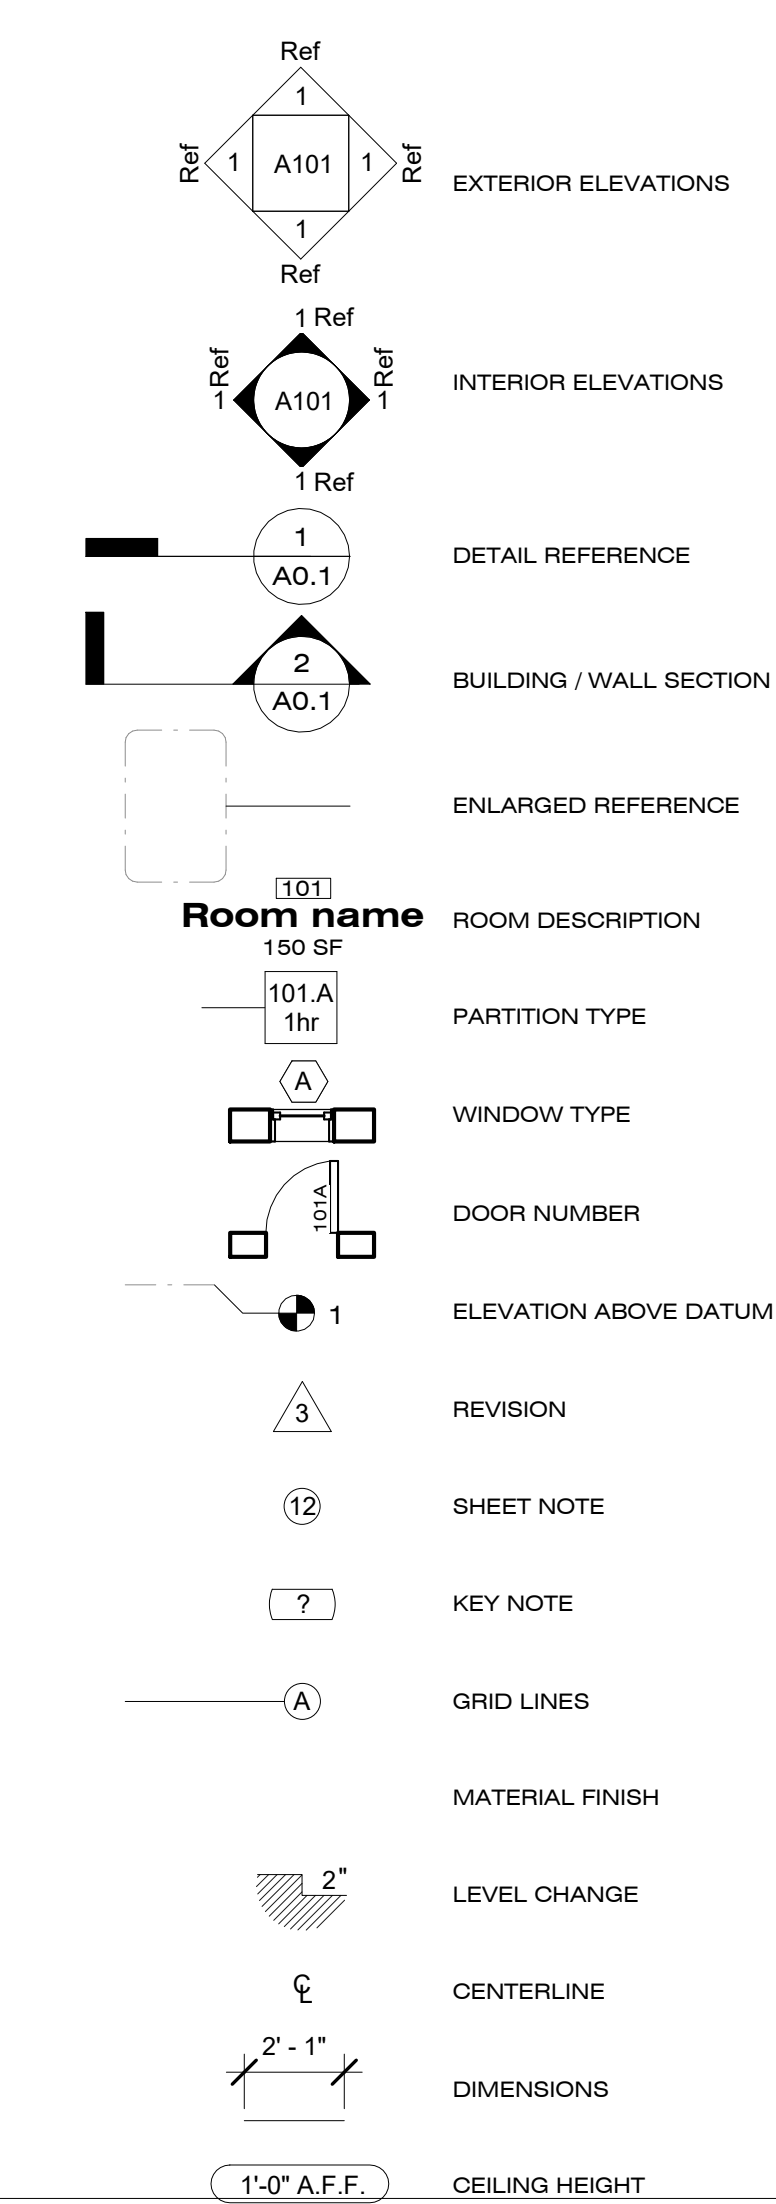 Ref
1
Ref 1 A101 1 Ref
EXTERIOR ELEVATIONS
1
Ref
1 Ref
Ref Ref
1 A101 1
INTERIOR ELEVATIONS
1 Ref
1
DETAIL REFERENCE
A0.1
2
BUILDING / WALL SECTION
A0.1
ENLARGED REFERENCE
101
Room name
ROOM DESCRIPTION
150 SF
101.A
1hr
PARTITION TYPE
A
WINDOW TYPE
101A
DOOR NUMBER
1
ELEVATION ABOVE DATUM
3
REVISION
12
SHEET NOTE
?
KEY NOTE
A
GRID LINES
MATERIAL FINISH
2"
LEVEL CHANGE
℄
CENTERLINE
2' - 1"
DIMENSIONS
1'-0" A.F.F.
CEILING HEIGHT